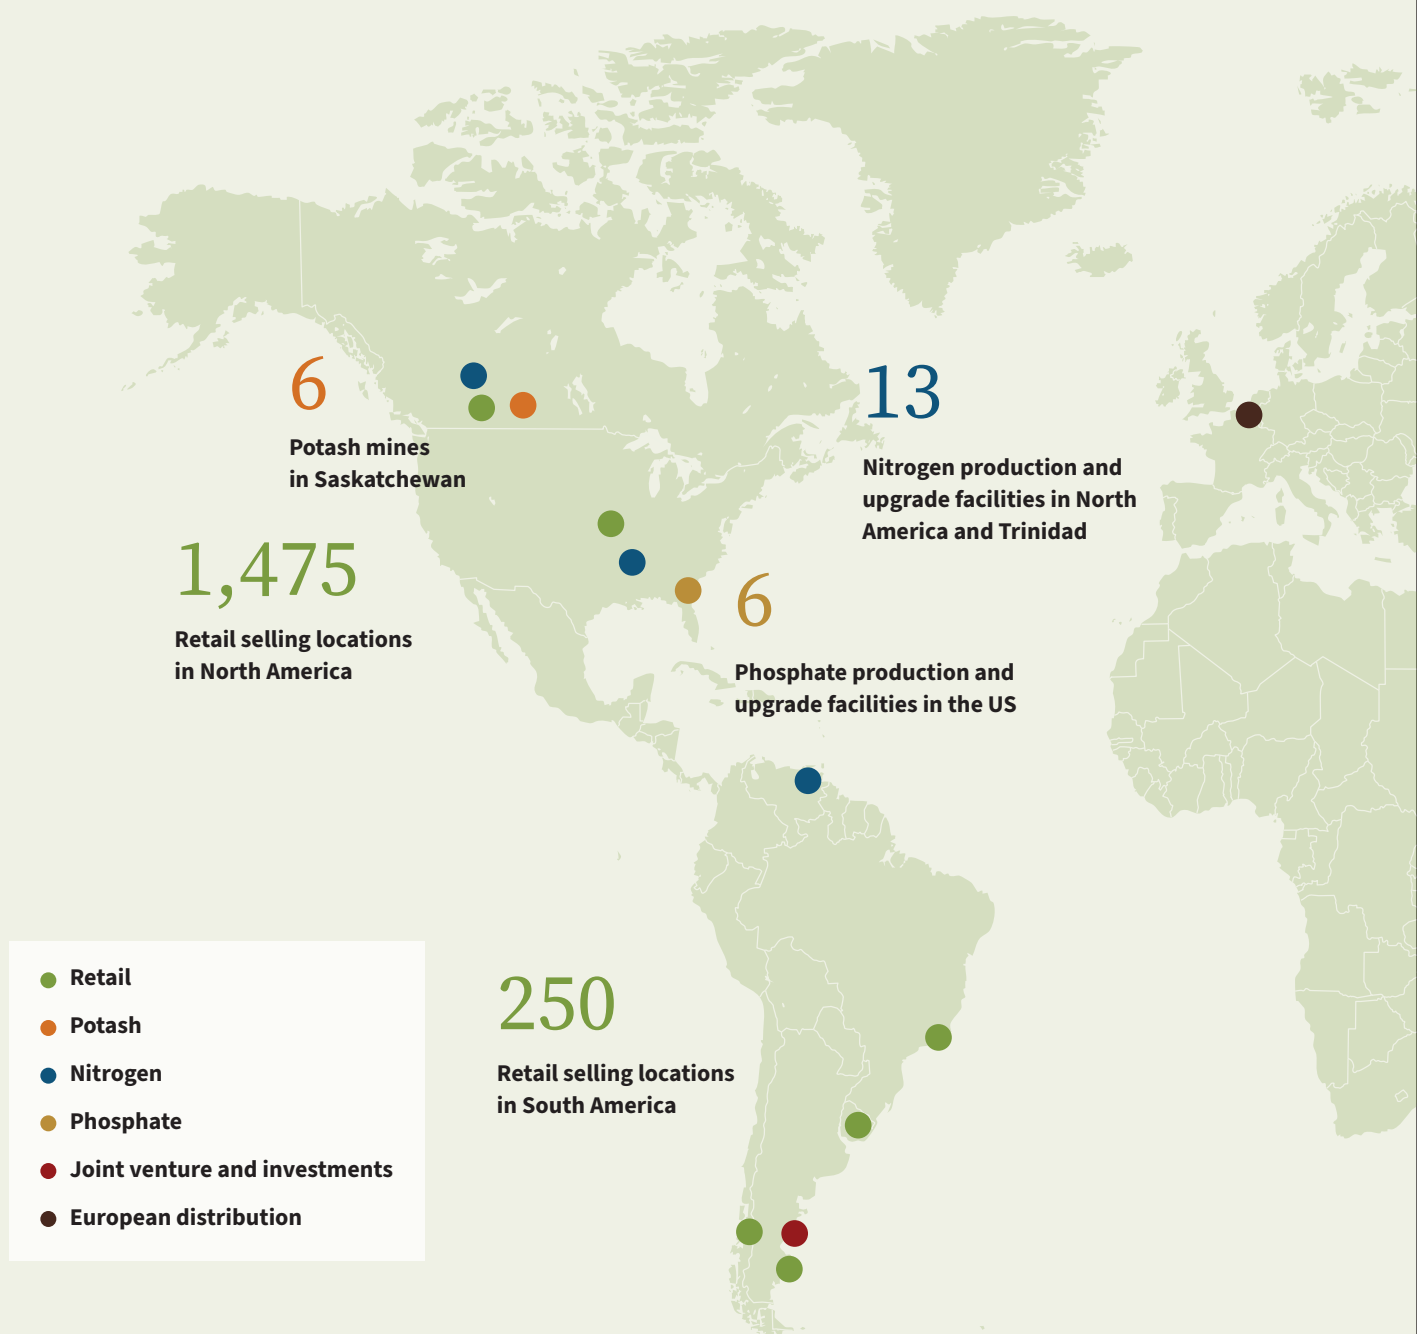 6
Potash mines
in Saskatchewan
13
Nitrogen production and
upgrade facilities in North
America and Trinidad
1,475
Retail selling locations
in North America
6
Phosphate production and
upgrade facilities in the US
250
Retail selling locations
in South America
Retail
Potash
Nitrogen
Phosphate
Joint venture and investments
European distribution